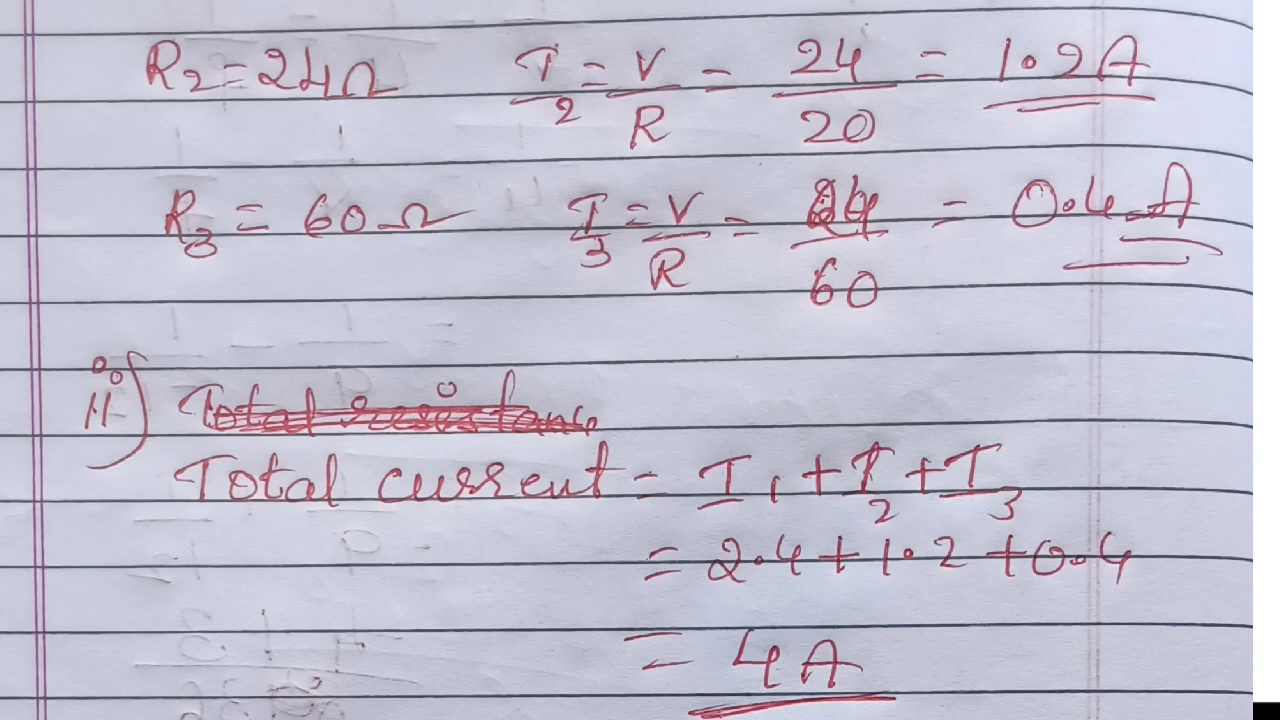 R₂ = 24Ω I₂ = V/R = 24/20 = 1.2A
R₃ = 60Ω I₃ = V/R = 24/60 = 0.4A
ii) Total resistance
Total current = I₁ + I₂ + I₃
= 2.4 + 1.2 + 0.4
= 4A